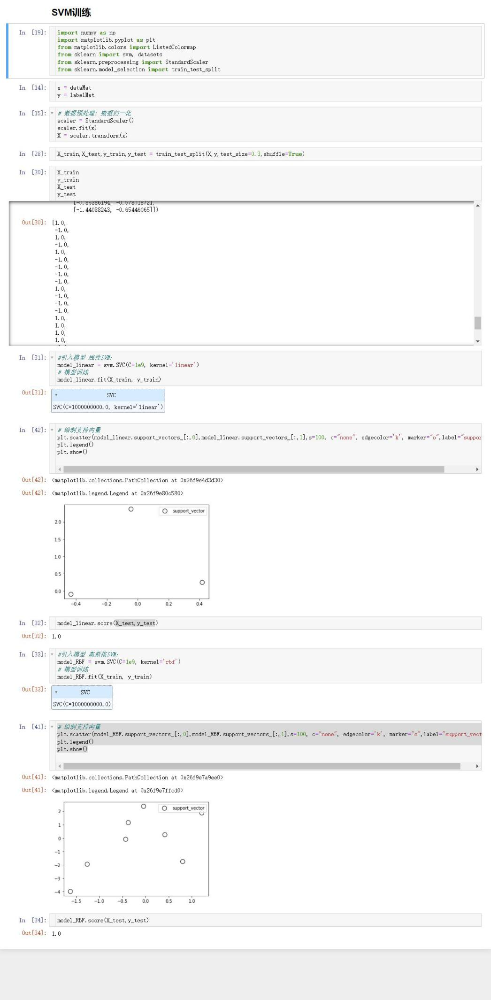 SVM训练
In [19]:
import numpy as np
import matplotlib.pyplot as plt
from matplotlib.colors import ListedColormap
from sklearn import svm, datasets
from sklearn.preprocessing import StandardScaler
from sklearn.model_selection import train_test_split
In [14]:
x = dataMat
y = labelMat
In [15]:
# 数据预处理: 数据归一化
scaler = StandardScaler()
scaler.fit(x)
X = scaler.transform(x)
In [28]:
X_train,X_test,y_train,y_test = train_test_split(X,y,test_size=0.3,shuffle=True)
In [30]:
X_train
y_train
X_test
y_test
[-0.86386194, -0.57801872],
[-1.44088243, -0.65446065]])
Out[30]:
[1.0,
-1.0,
1.0,
-1.0,
1.0,
-1.0,
-1.0,
-1.0,
-1.0,
1.0,
-1.0,
-1.0,
-1.0,
1.0,
1.0,
1.0,
1.0,
In [31]:
#引入模型 线性SVM:
model_linear = svm.SVC(C=1e9, kernel='linear')
# 模型训练
model_linear.fit(X_train, y_train)
Out[31]:
SVC
SVC(C=1000000000.0, kernel='linear')
In [42]:
# 绘制支持向量
plt.scatter(model_linear.support_vectors_[:,0],model_linear.support_vectors_[:,1],s=100, c="none", edgecolor='k', marker="o",label="suppor
plt.legend()
plt.show()
Out[42]: <matplotlib.collections.PathCollection at 0x26f9e4d3d30>
Out[42]: <matplotlib.legend.Legend at 0x26f9e80c580>
support_vector
2.0
1.5
1.0
0.5
0.0
−0.4 −0.2 0.0 0.2 0.4
In [32]:
model_linear.score(X_test,y_test)
Out[32]: 1.0
In [33]:
#引入模型 高斯核SVM:
model_RBF = svm.SVC(C=1e9, kernel='rbf')
# 模型训练
model_RBF.fit(X_train, y_train)
Out[33]:
SVC
SVC(C=1000000000.0)
In [41]:
# 绘制支持向量
plt.scatter(model_RBF.support_vectors_[:,0],model_RBF.support_vectors_[:,1],s=100, c="none", edgecolor='k', marker="o",label="support_vect
plt.legend()
plt.show()
Out[41]: <matplotlib.collections.PathCollection at 0x26f9e7a9ee0>
Out[41]: <matplotlib.legend.Legend at 0x26f9e7ffcd0>
support_vector
2
1
0
−1
−2
−3
−4
−1.5 −1.0 −0.5 0.0 0.5 1.0
In [34]:
model_RBF.score(X_test,y_test)
Out[34]: 1.0